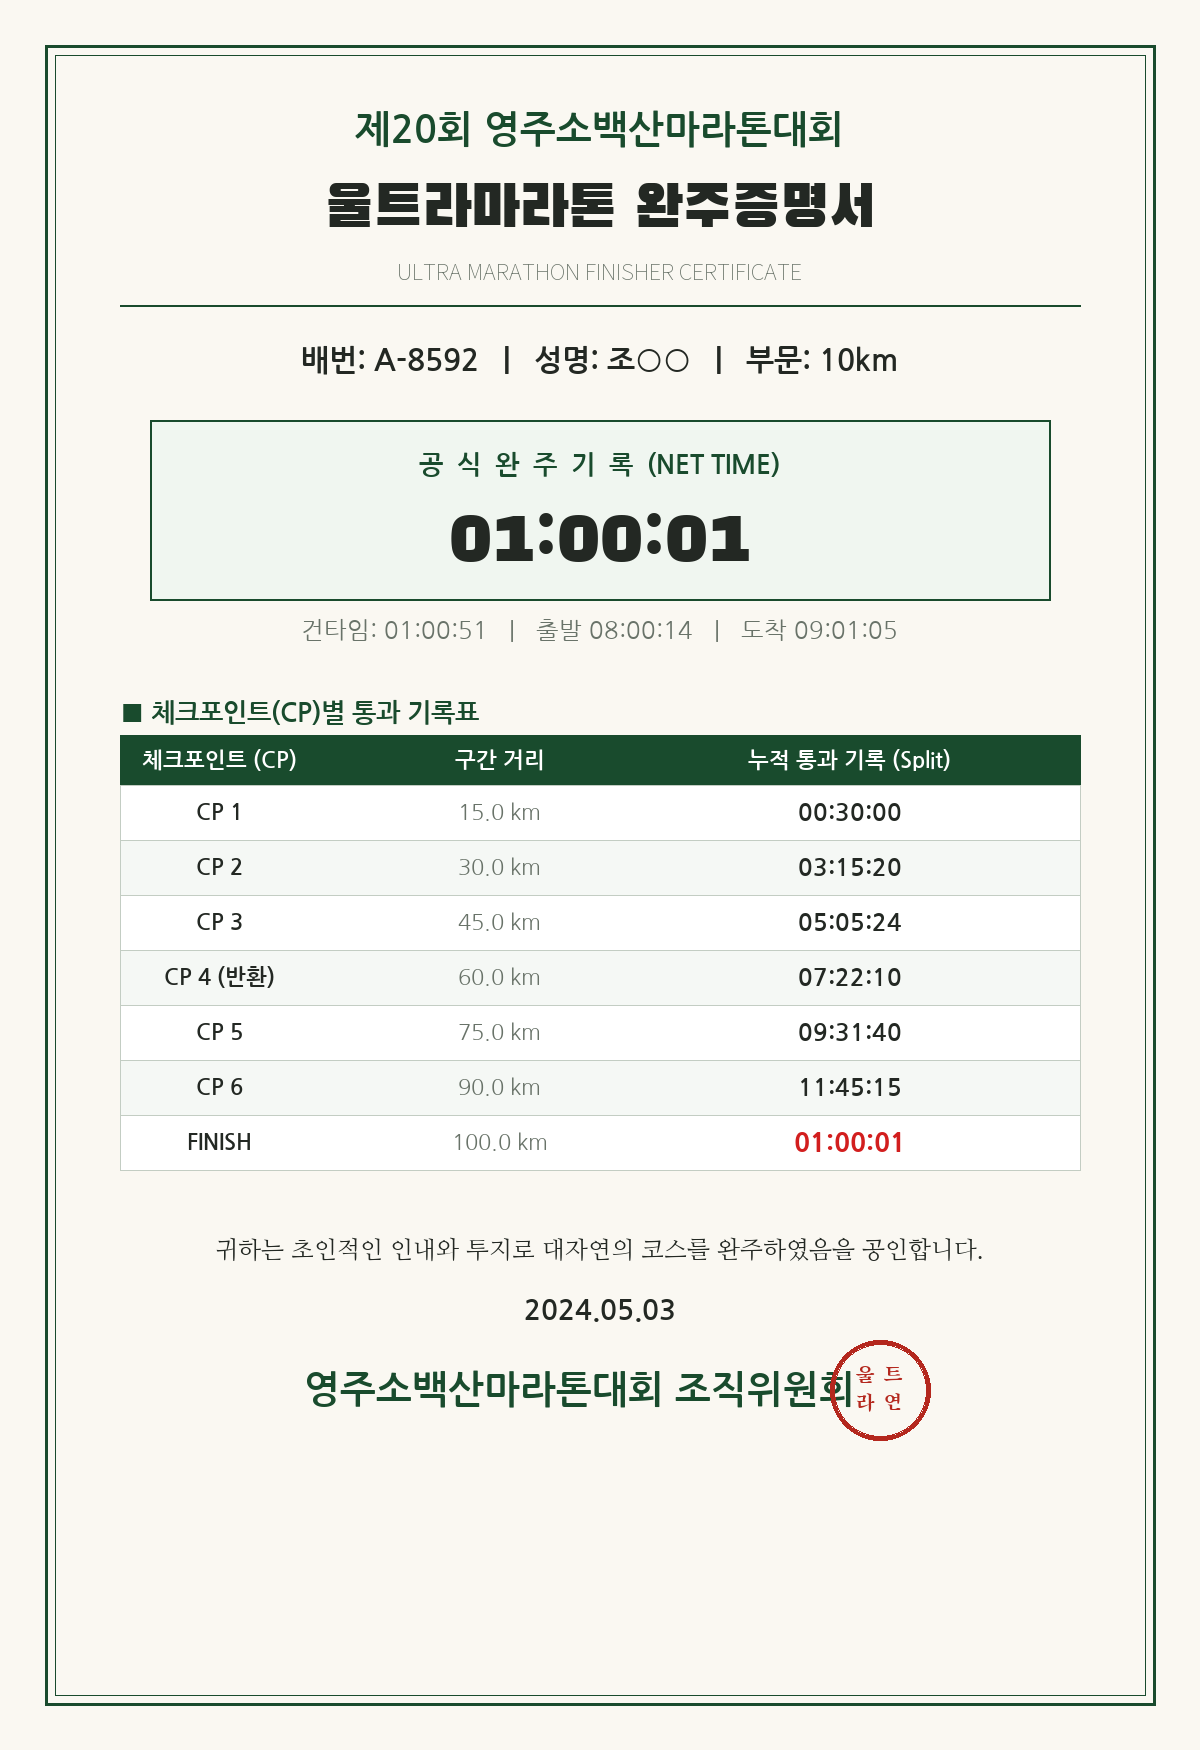 제20회 영주소백산마라톤대회
울트라마라톤 완주증명서
ULTRA MARATHON FINISHER CERTIFICATE
배번: A-8592 | 성명: 조○○ | 부문: 10km
공 식 완 주 기 록 (NET TIME)
01:00:01
건타임: 01:00:51 | 출발 08:00:14 | 도착 09:01:05
■ 체크포인트(CP)별 통과 기록표
체크포인트 (CP) 구간 거리 누적 통과 기록 (Split)
CP 1 15.0 km 00:30:00
CP 2 30.0 km 03:15:20
CP 3 45.0 km 05:05:24
CP 4 (반환) 60.0 km 07:22:10
CP 5 75.0 km 09:31:40
CP 6 90.0 km 11:45:15
FINISH 100.0 km 01:00:01
귀하는 초인적인 인내와 투지로 대자연의 코스를 완주하였음을 공인합니다.
2024.05.03
영주소백산마라톤대회 조직위원회
울 트
라 연